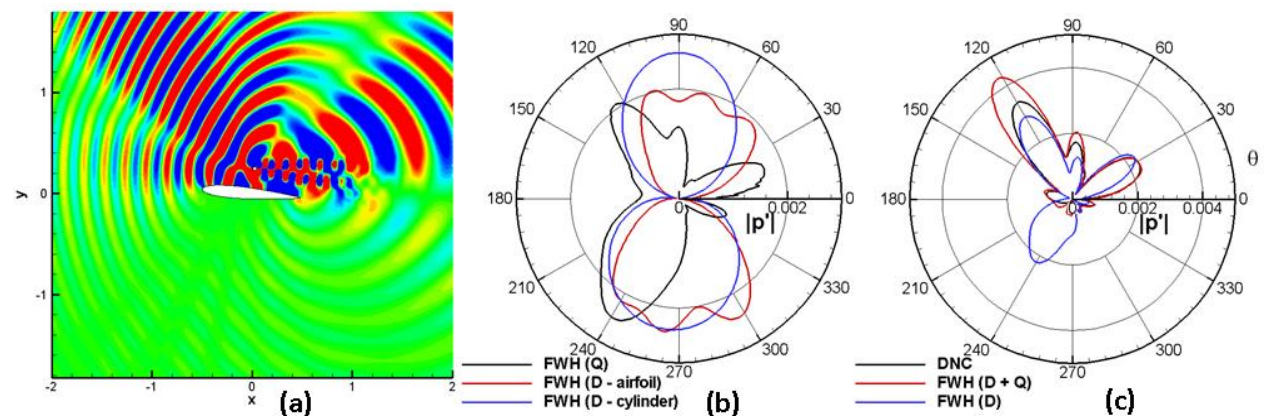 1
0
-1
y
-2
-1
0
1
2
x
(a)
90
120
60
150
30
180
0
0.002
0
|p'|
210
330
240
300
270
FWH (Q)
FWH (D - airfoil)
FWH (D - cylinder)
(b)
90
120
60
150
30
θ
180
0
0.002
0.004
0
|p'|
210
330
240
300
270
DNC
FWH (D + Q)
FWH (D)
(c)